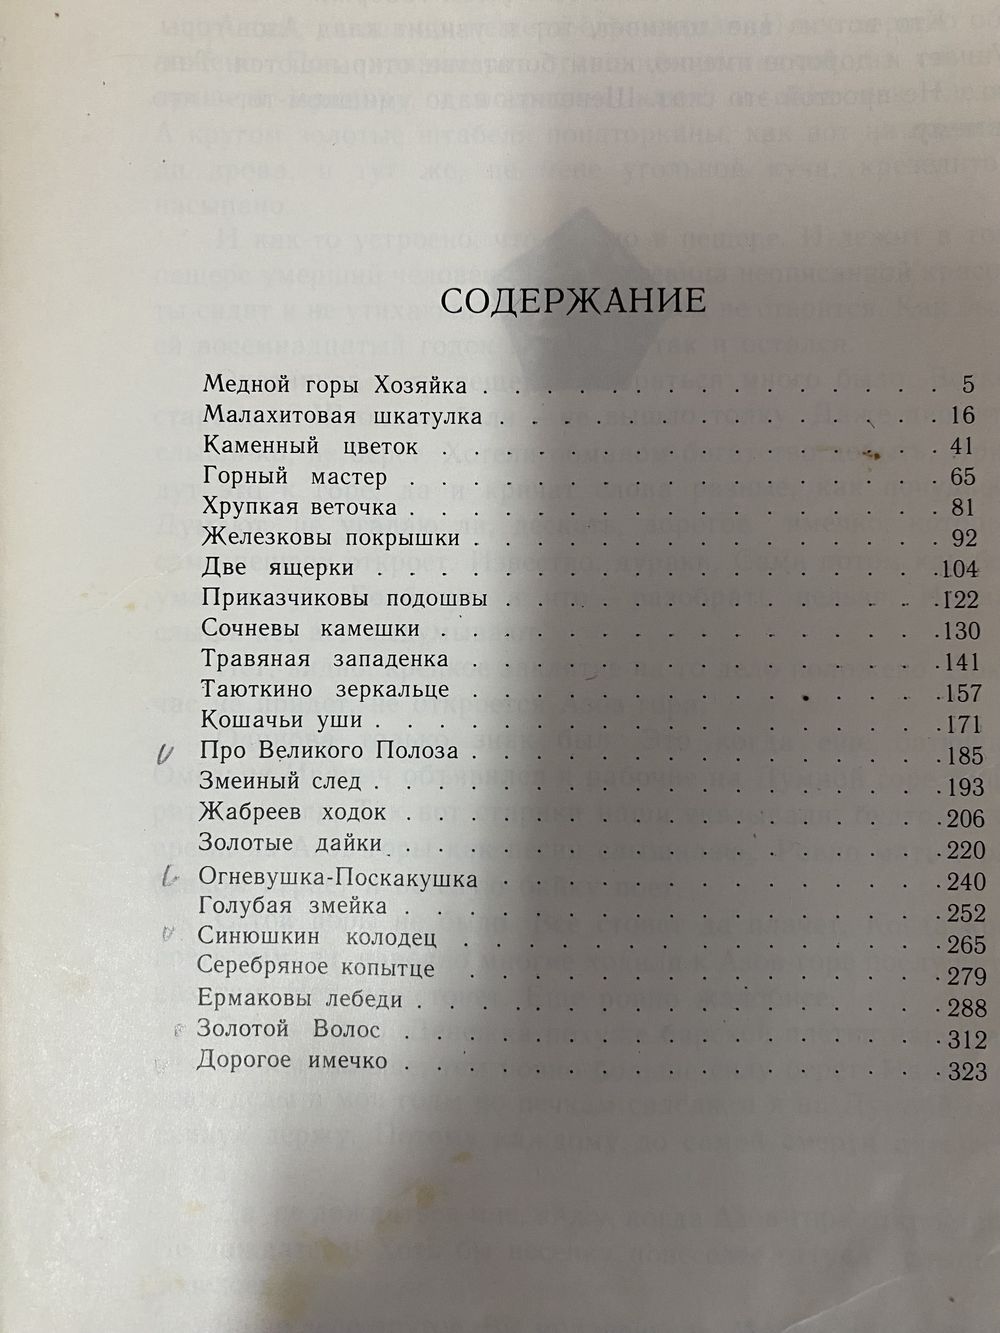 СОДЕРЖАНИЕ
Медной горы Хозяйка . . . . . . . . . . . . . . . 5
Малахитовая шкатулка . . . . . . . . . . . . . . 16
Каменный цветок . . . . . . . . . . . . . . . . 41
Горный мастер . . . . . . . . . . . . . . . . . 65
Хрупкая веточка . . . . . . . . . . . . . . . . . 81
Железковы покрышки . . . . . . . . . . . . . . . 92
Две ящерки . . . . . . . . . . . . . . . . . . 104
Приказчиковы подошвы . . . . . . . . . . . . . . 122
Сочневы камешки . . . . . . . . . . . . . . . . 130
Травяная западенка . . . . . . . . . . . . . . . 141
Таюткино зеркальце . . . . . . . . . . . . . . . 157
Кошачьи уши . . . . . . . . . . . . . . . . . . 171
Про Великого Полоза . . . . . . . . . . . . . . . 185
Змеиный след . . . . . . . . . . . . . . . . . . 193
Жабреев ходок . . . . . . . . . . . . . . . . . 206
Золотые дайки . . . . . . . . . . . . . . . . . 220
Огневушка-Поскакушка . . . . . . . . . . . . . . 240
Голубая змейка . . . . . . . . . . . . . . . . . 252
Синюшкин колодец . . . . . . . . . . . . . . . 265
Серебряное копытце . . . . . . . . . . . . . . . 279
Ермаковы лебеди . . . . . . . . . . . . . . . . 288
Золотой Волос . . . . . . . . . . . . . . . . . 312
Дорогое имечко . . . . . . . . . . . . . . . . . 323